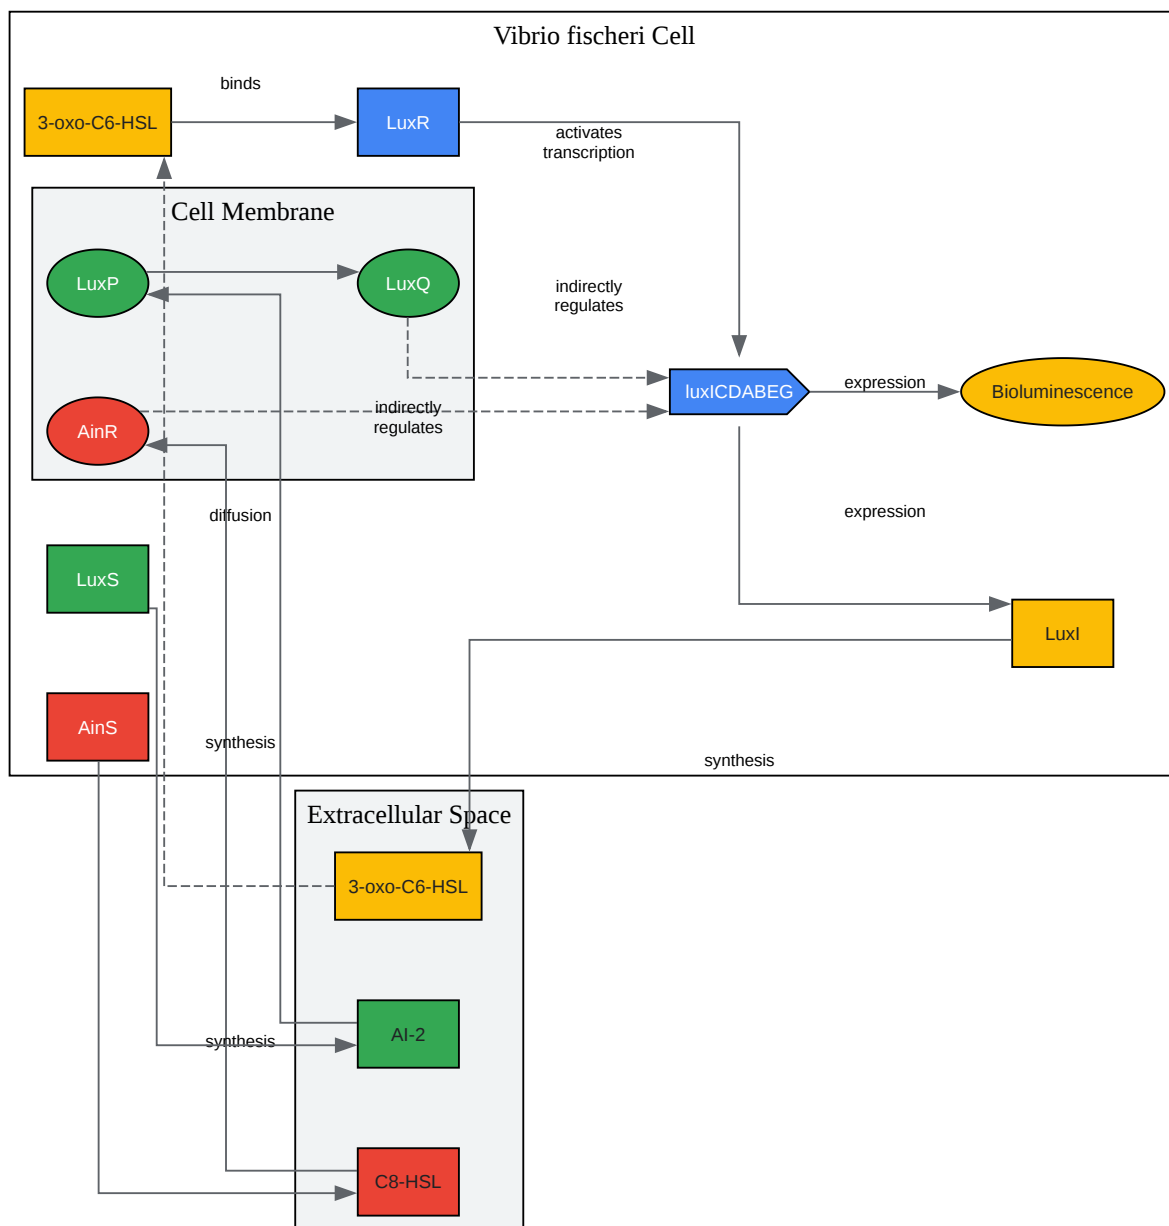 Vibrio fischeri Cell
binds
3-oxo-C6-HSL
LuxR
activates
transcription
Cell Membrane
LuxP
LuxQ
indirectly
regulates
luxICDABEG
expression
Bioluminescence
AinR
indirectly
regulates
diffusion
expression
LuxS
LuxI
AinS
synthesis
synthesis
Extracellular Space
3-oxo-C6-HSL
AI-2
synthesis
C8-HSL